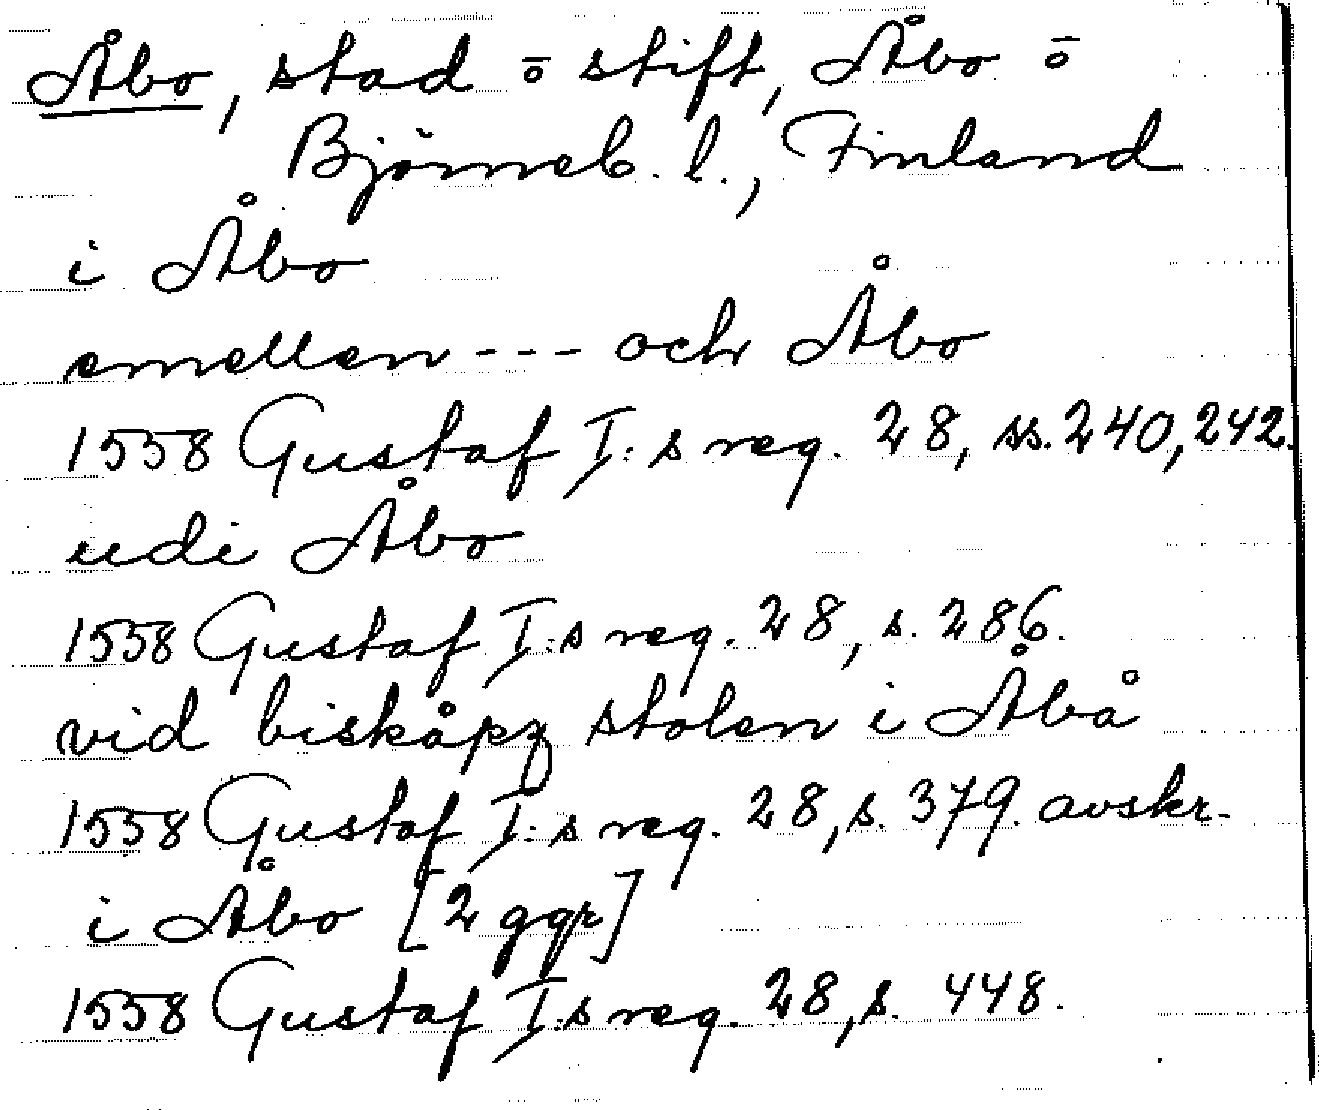 Åbo, stad ō stift, Åbo ō
Björneb. l., Finland
i Åbo
emellen --- och Åbo
1558 Gustaf I:s reg. 28, ss. 240, 242.
udi Åbo
1558 Gustaf I:s reg. 28, s. 286.
vid biskåpz stolen i Åbå
1558 Gustaf I:s reg. 28, s. 379. avskr.
i Åbo [2 ggr]
1558 Gustaf I:s reg. 28, s. 448.